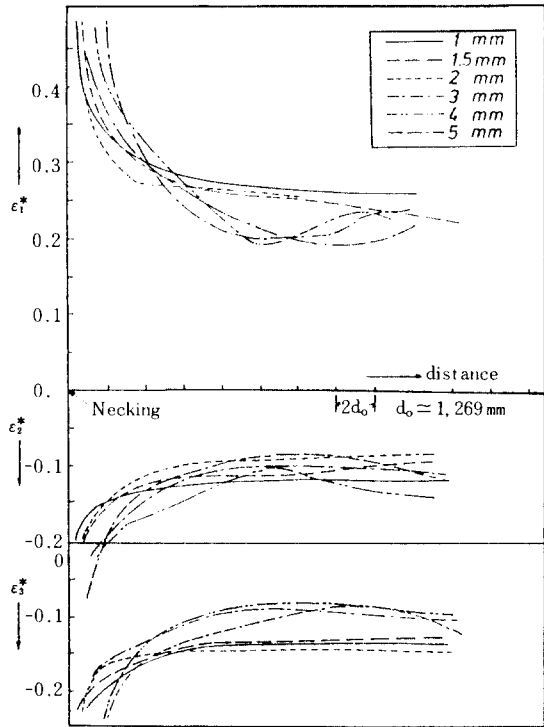 1 mm
1.5 mm
2 mm
3 mm
4 mm
5 mm
0.4
0.3
0.2
0.1
0.
ε₁*
distance
Necking
2d₀
d₀ ≃ 1,269 mm
ε₂*
-0.1
-0.2
0
ε₃*
-0.1
-0.2